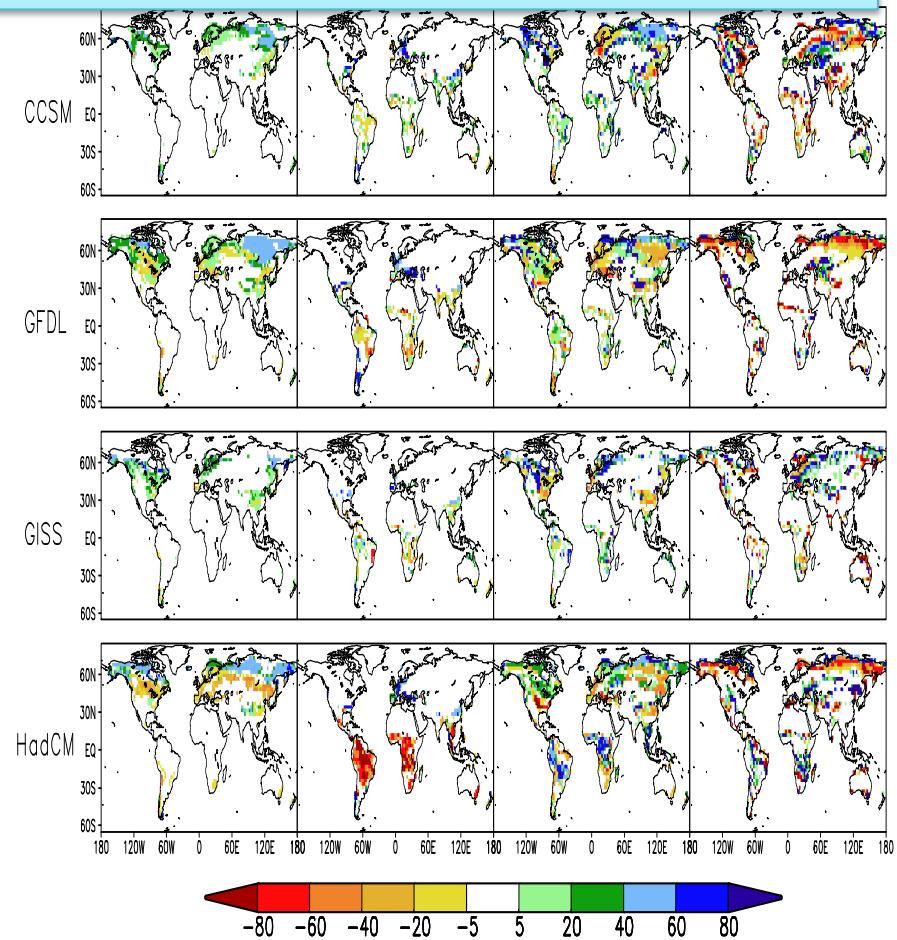 60N
30N
CCSM EQ
30S
60S
60N
30N
GFDL EQ
30S
60S
60N
30N
GISS EQ
30S
60S
60N
30N
HadCM EQ
30S
60S
180 120W 60W 0 60E 120E 180 120W 60W 0 60E 120E 180 120W 60W 0 60E 120E 180 120W 60W 0 60E 120E 180
-80 -60 -40 -20 -5 5 20 40 60 80